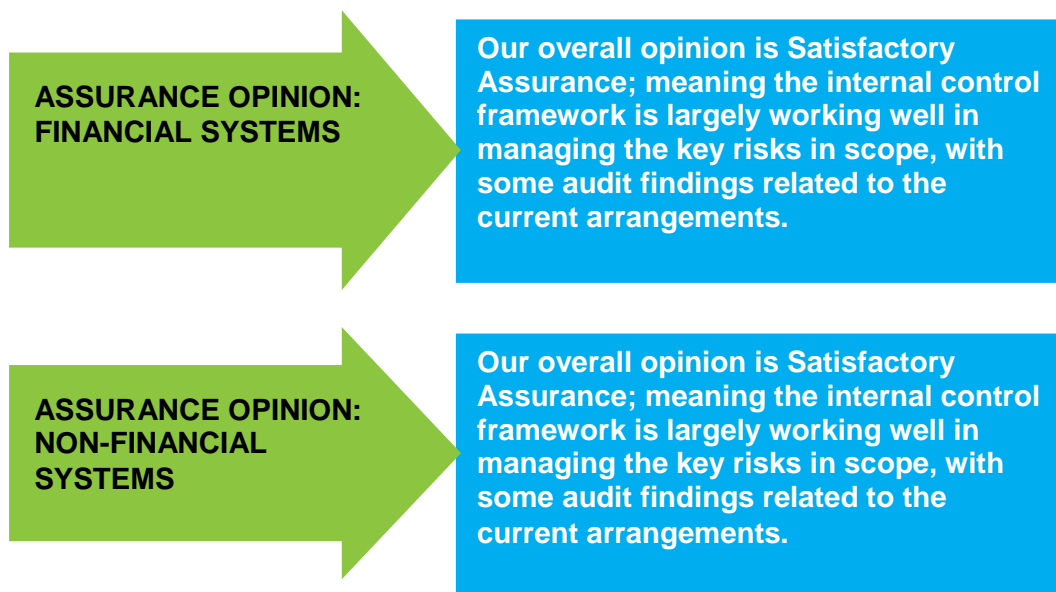 ASSURANCE OPINION:
FINANCIAL SYSTEMS
Our overall opinion is Satisfactory
Assurance; meaning the internal control
framework is largely working well in
managing the key risks in scope, with
some audit findings related to the
current arrangements.
ASSURANCE OPINION:
NON-FINANCIAL
SYSTEMS
Our overall opinion is Satisfactory
Assurance; meaning the internal control
framework is largely working well in
managing the key risks in scope, with
some audit findings related to the
current arrangements.